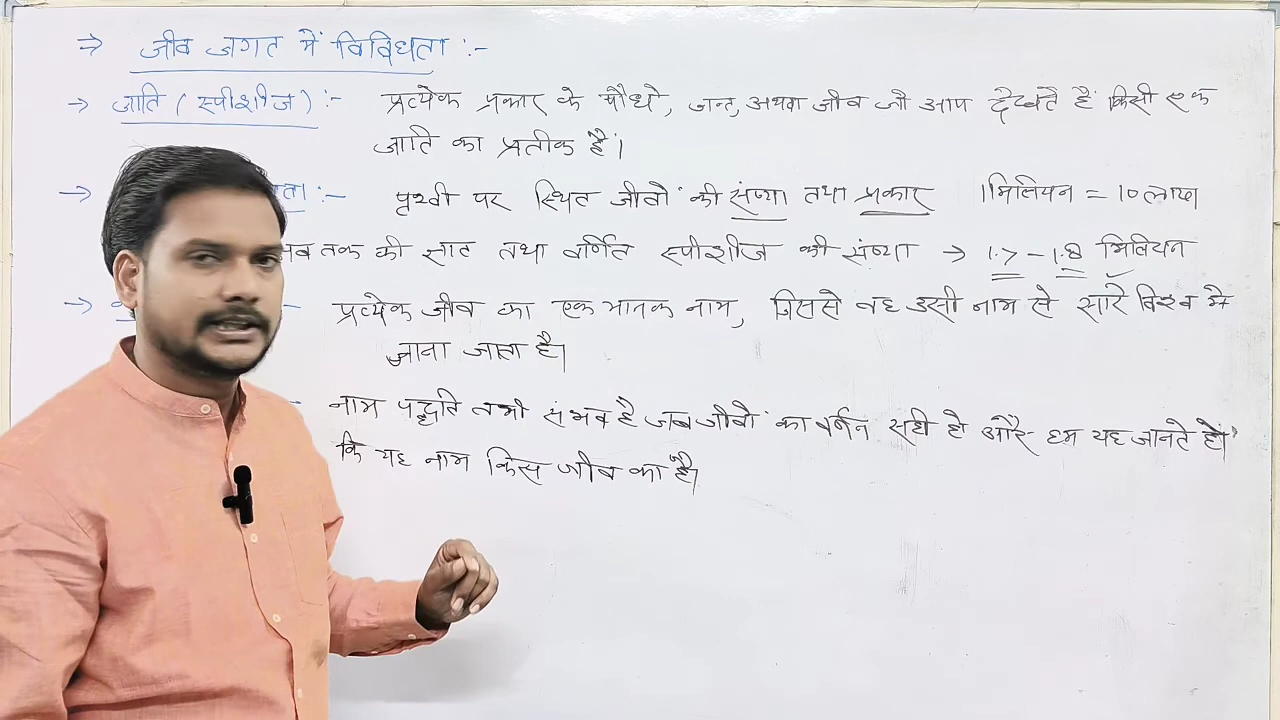 → जीव जगत में विविधता :-
→ जाति (स्पीशीज) :- प्रत्येक प्रकार के पौधे, जन्तु, अथवा जीव जो आप देखते हैं किसी एक
जाति का प्रतीक है।
→ :- पृथ्वी पर स्थित जीवों की संख्या तथा प्रकार 1 मिलियन = 10 लाख
तक की ज्ञात तथा वर्णित स्पीशीज की संख्या → 1.7 - 1.8 मिलियन
→ - प्रत्येक जीव का एक मानक नाम, जिससे वह उसी नाम से सारे विश्व में
जाना जाता है।
- नाम पद्धति तभी संभव है जब जीवों का वर्णन सही हो और हम यह जानते हों
कि यह नाम किस जीव का है।